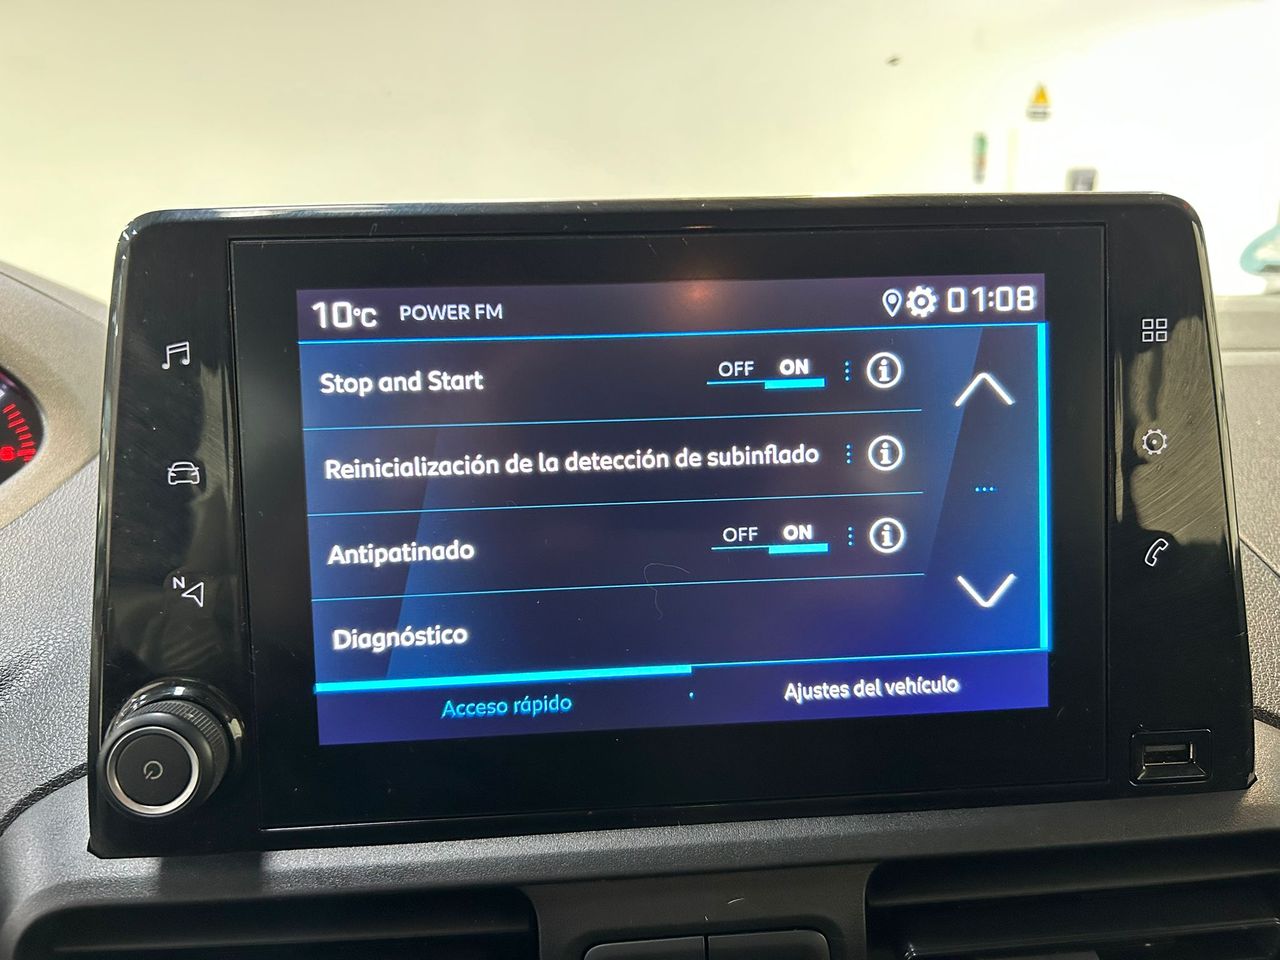 10°C POWER FM 01:08
Stop and Start OFF ON
Reinicialización de la detección de subinflado
Antipatinado OFF ON
Diagnóstico
Acceso rápido Ajustes del vehículo
N